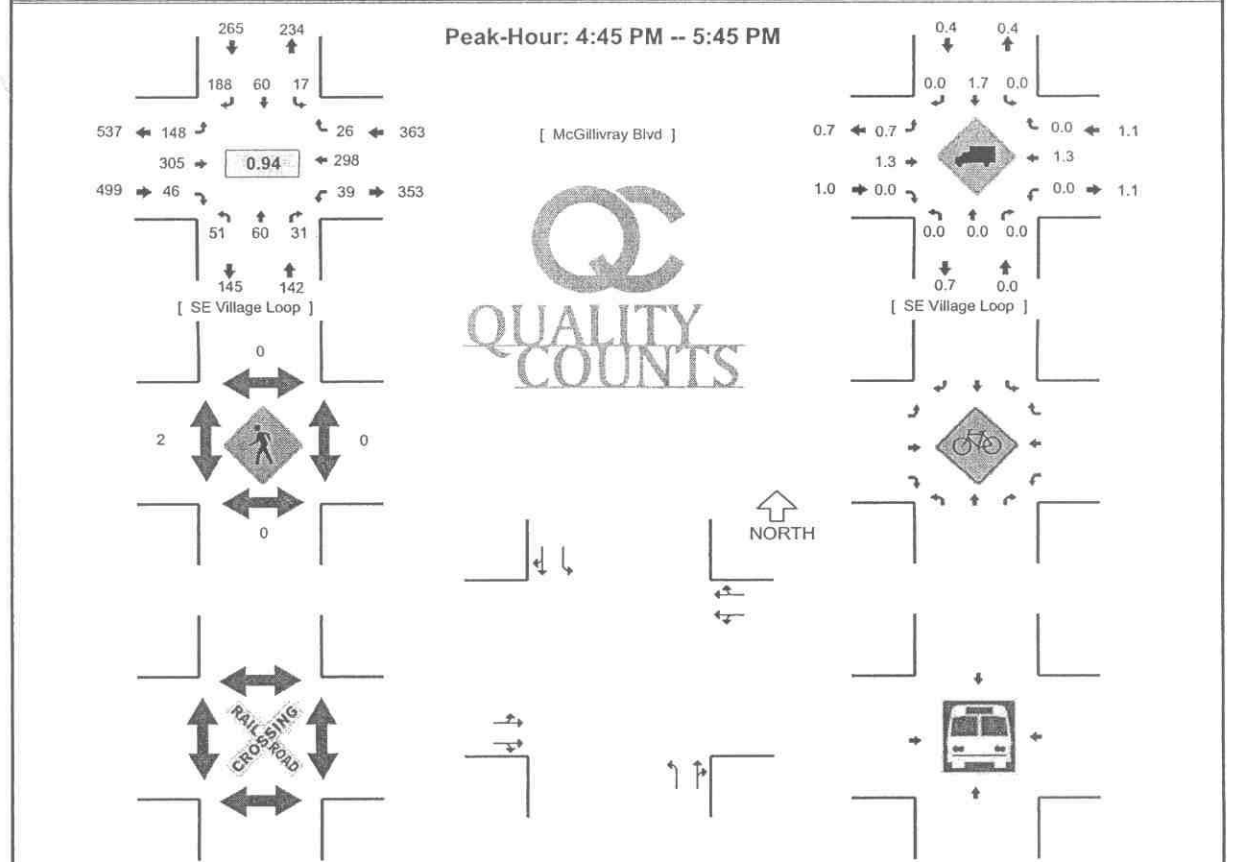 Peak-Hour: 4:45 PM -- 5:45 PM
265 234
188 60 17
537 148 26 363
305 0.94 298
499 46 39 353
51 60 31
145 142
[ SE Village Loop ]
[ McGillivray Blvd ]
QC
QUALITY
COUNTS
0.4 0.4
0.0 1.7 0.0
0.7 0.7 0.0 1.1
1.3 1.3
1.0 0.0 0.0 1.1
0.0 0.0 0.0
0.7 0.0
[ SE Village Loop ]
0
2 0
0
NORTH
RAIL ROAD
CROSSING